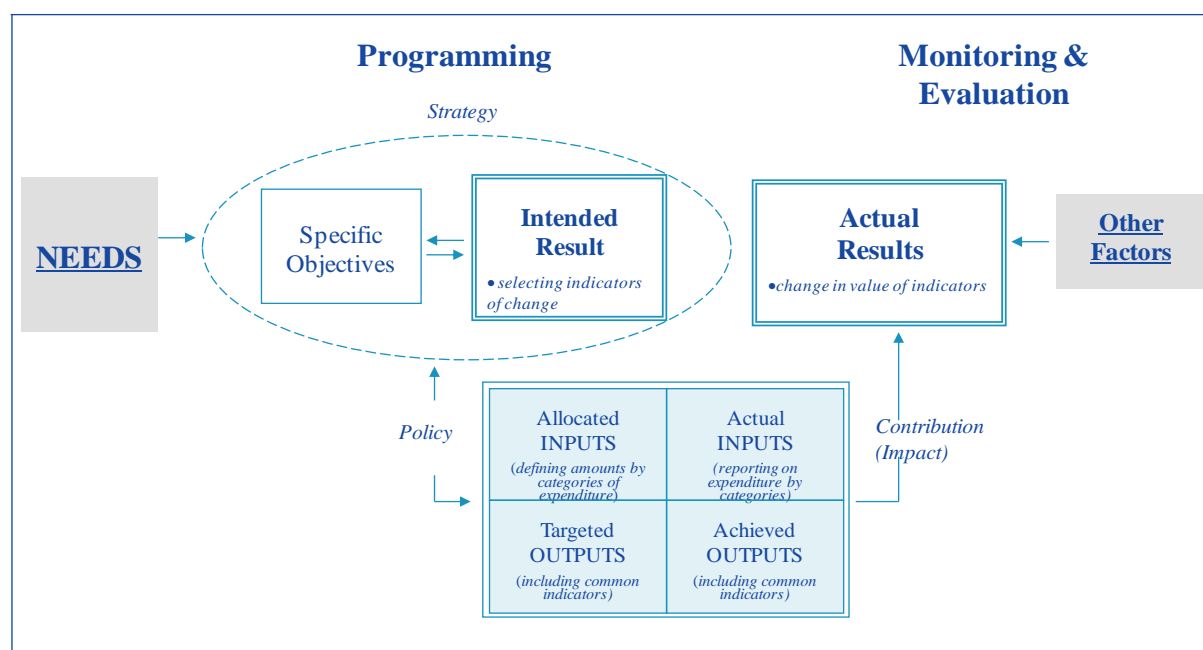 Programming
Monitoring &
Evaluation
Strategy
NEEDS
Specific
Objectives
Intended
Result
• selecting indicators
of change
Actual
Results
•change in value of indicators
Other
Factors
Policy
Allocated
INPUTS
(defining amounts by
categories of
expenditure)
Actual
INPUTS
(reporting on
expenditure by
categories)
Targeted
OUTPUTS
(including common
indicators)
Achieved
OUTPUTS
(including common
indicators)
Contribution
(Impact)